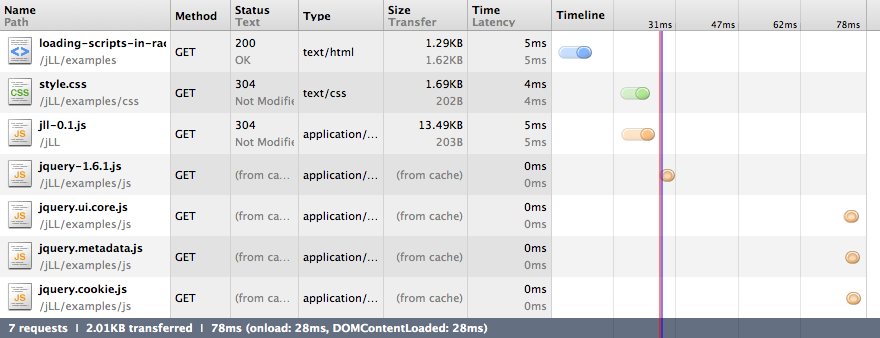 Name Method Status Type Size Time Timeline
Path Text Transfer Latency 31ms 47ms 62ms 78ms
loading-scripts-in-rac GET 200 text/html 1.29KB 5ms
/jLL/examples OK 1.62KB 5ms
style.css GET 304 text/css 1.69KB 4ms
/jLL/examples/css Not Modifie 202B 4ms
jll-0.1.js GET 304 application/... 13.49KB 5ms
/jLL Not Modifie 203B 5ms
jquery-1.6.1.js GET (from ca... application/... (from cache) 0ms
/jLL/examples/js 0ms
jquery.ui.core.js GET (from ca... application/... (from cache) 0ms
/jLL/examples/js 0ms
jquery.metadata.js GET (from ca... application/... (from cache) 0ms
/jLL/examples/js 0ms
jquery.cookie.js GET (from ca... application/... (from cache) 0ms
/jLL/examples/js 0ms
7 requests | 2.01KB transferred | 78ms (onload: 28ms, DOMContentLoaded: 28ms)